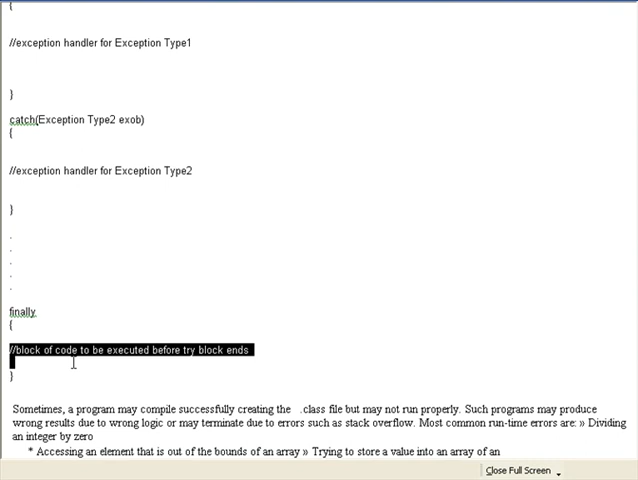 {
//exception handler for Exception Type1
}
catch(Exception Type2 exob)
{
//exception handler for Exception Type2
}
.
.
.
.
.
finally
{
//block of code to be executed before try block ends
}
Sometimes, a program may compile successfully creating the .class file but may not run properly. Such programs may produce
wrong results due to wrong logic or may terminate due to errors such as stack overflow. Most common run-time errors are: » Dividing
an integer by zero
* Accessing an element that is out of the bounds of an array » Trying to store a value into an array of an
Close Full Screen